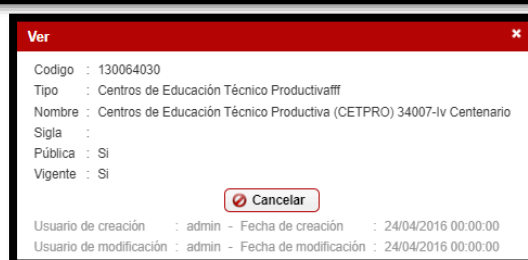 Ver
Codigo : 130064030
Tipo : Centros de Educación Técnico Productivafff
Nombre : Centros de Educación Técnico Productiva (CETPRO) 34007-Iv Centenario
Sigla :
Pública : Si
Vigente : Si
Cancelar
Usuario de creación : admin - Fecha de creación : 24/04/2016 00:00:00
Usuario de modificación : admin - Fecha de modificación : 24/04/2016 00:00:00